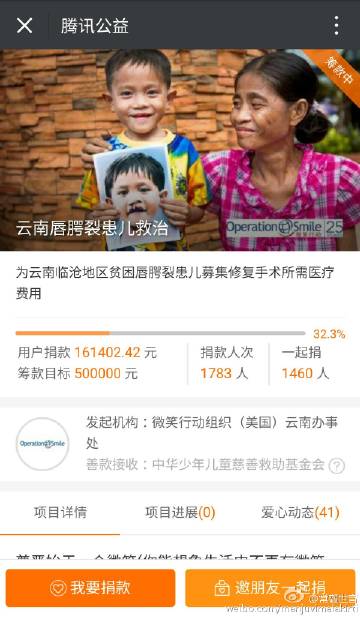 腾讯公益
筹款中
云南唇腭裂患儿救治
Operation Smile 25
为云南临沧地区贫困唇腭裂患儿募集修复手术所需医疗
费用
32.3%
用户捐款 161402.42 元
捐款人次
一起捐
筹款目标 500000 元
1783 人
1460 人
Operation Smile
发起机构：微笑行动组织（美国）云南办事
处
善款接收：中华少年儿童慈善救助基金会
项目详情
项目进展(0)
爱心动态(41)
我要捐款
邀朋友一起捐